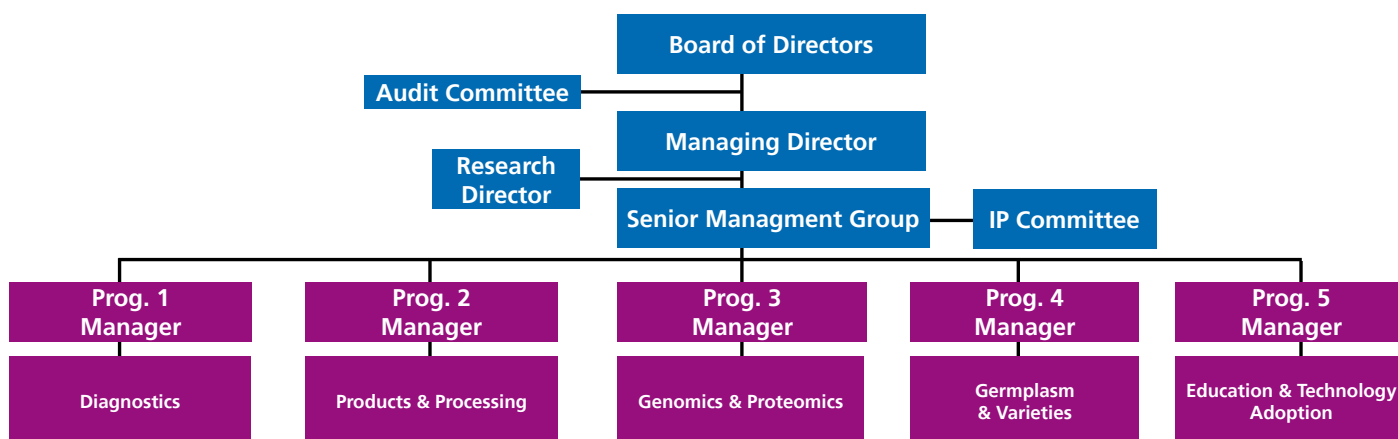 Board of Directors
Audit Committee
Managing Director
Research
Director
Senior Managment Group
IP Committee
Prog. 1
Manager
Prog. 2
Manager
Prog. 3
Manager
Prog. 4
Manager
Prog. 5
Manager
Diagnostics
Products & Processing
Genomics & Proteomics
Germplasm
& Varieties
Education & Technology
Adoption